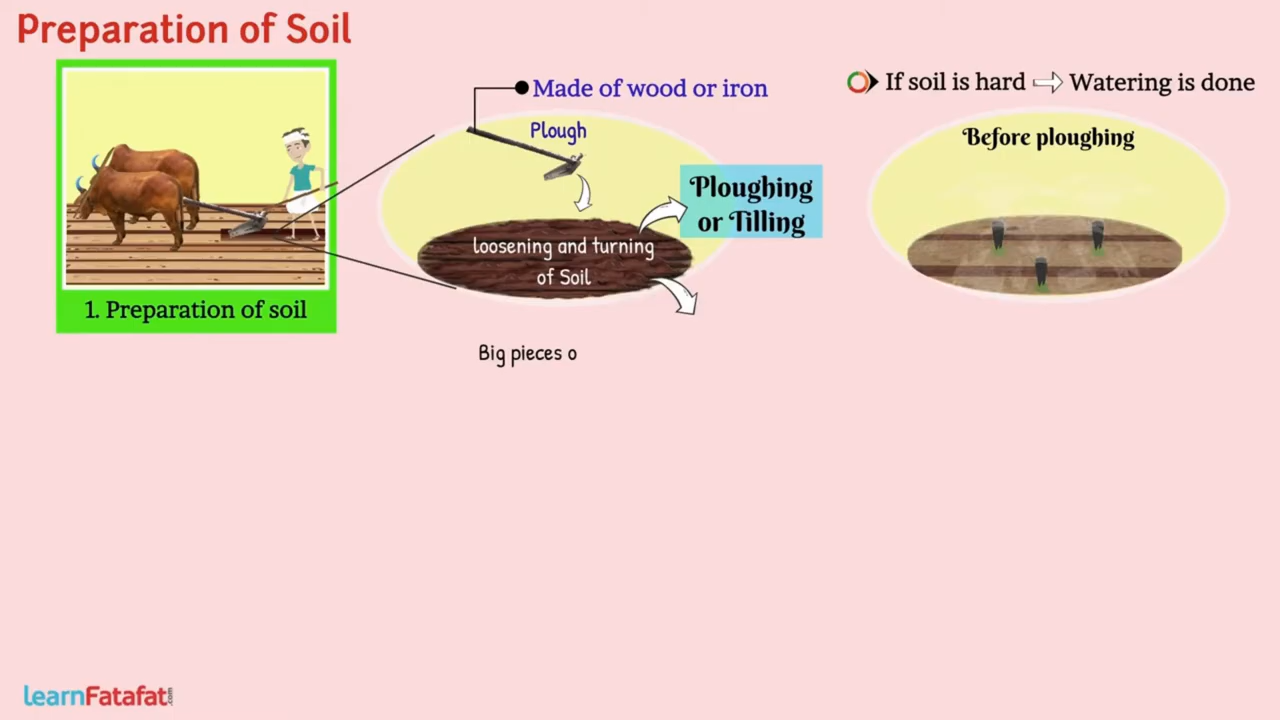 Preparation of Soil
1. Preparation of soil
Made of wood or iron
Plough
loosening and turning
of Soil
Ploughing
or Tilling
Big pieces o
If soil is hard
Watering is done
Before ploughing
learnFatafat.com